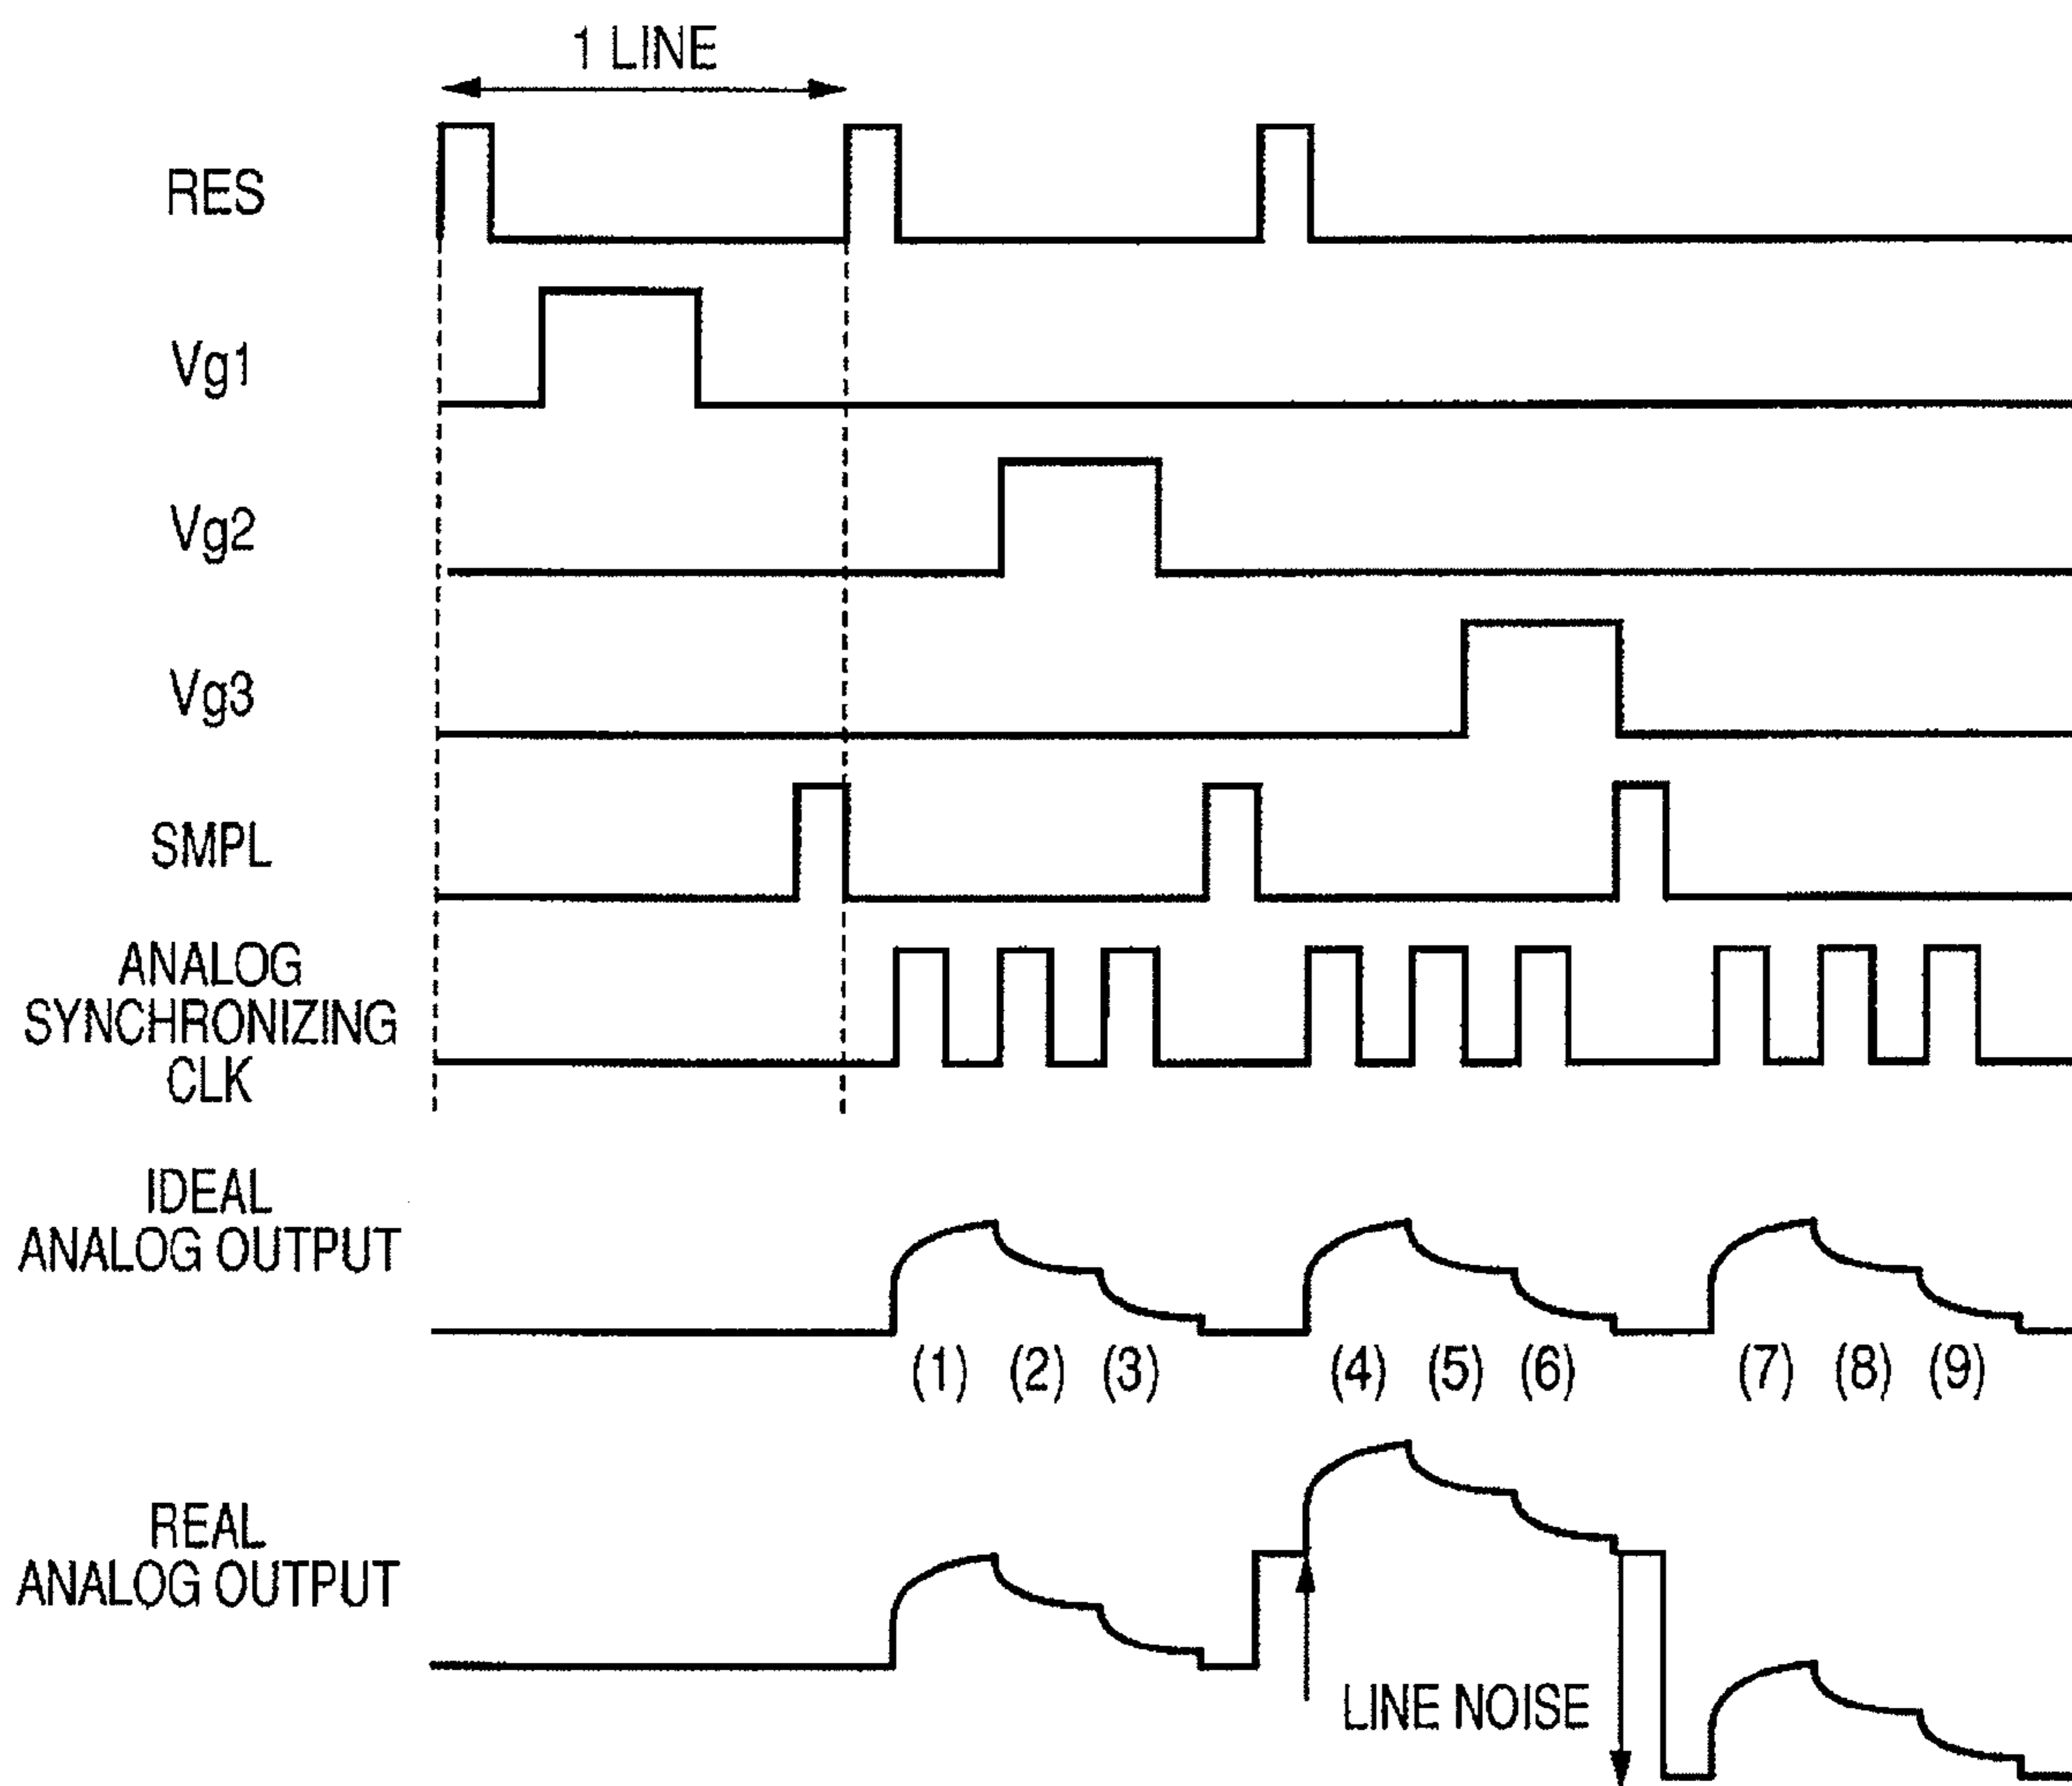 1 LINE
RES
Vg1
Vg2
Vg3
SMPL
ANALOG
SYNCHRONIZING
CLK
IDEAL
ANALOG OUTPUT
(1) (2) (3) (4) (5) (6) (7) (8) (9)
REAL
ANALOG OUTPUT
LINE NOISE